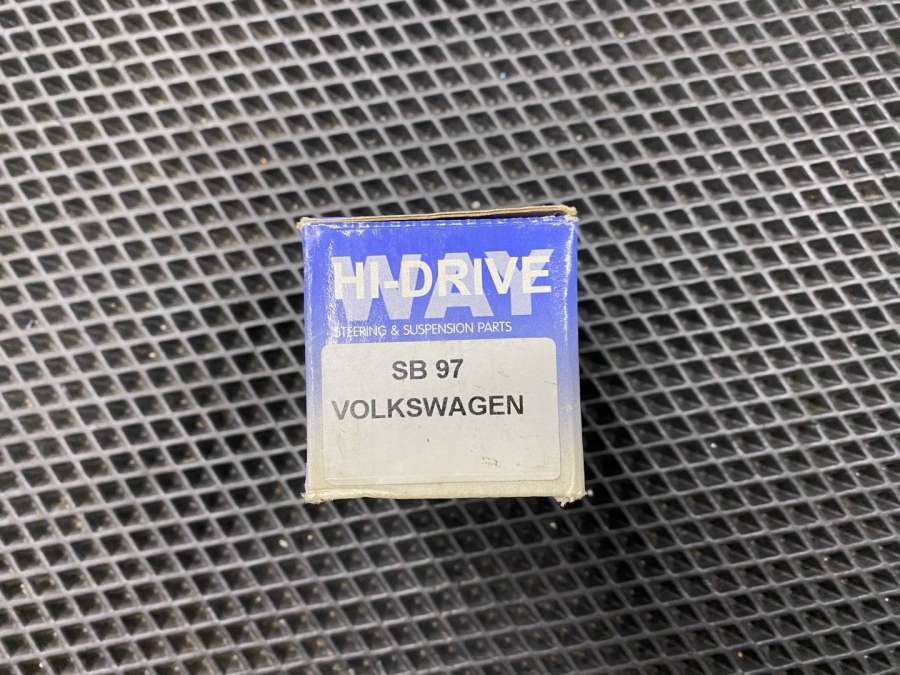 HI-DRIVE
WAY
STEERING & SUSPENSION PARTS
SB 97
VOLKSWAGEN